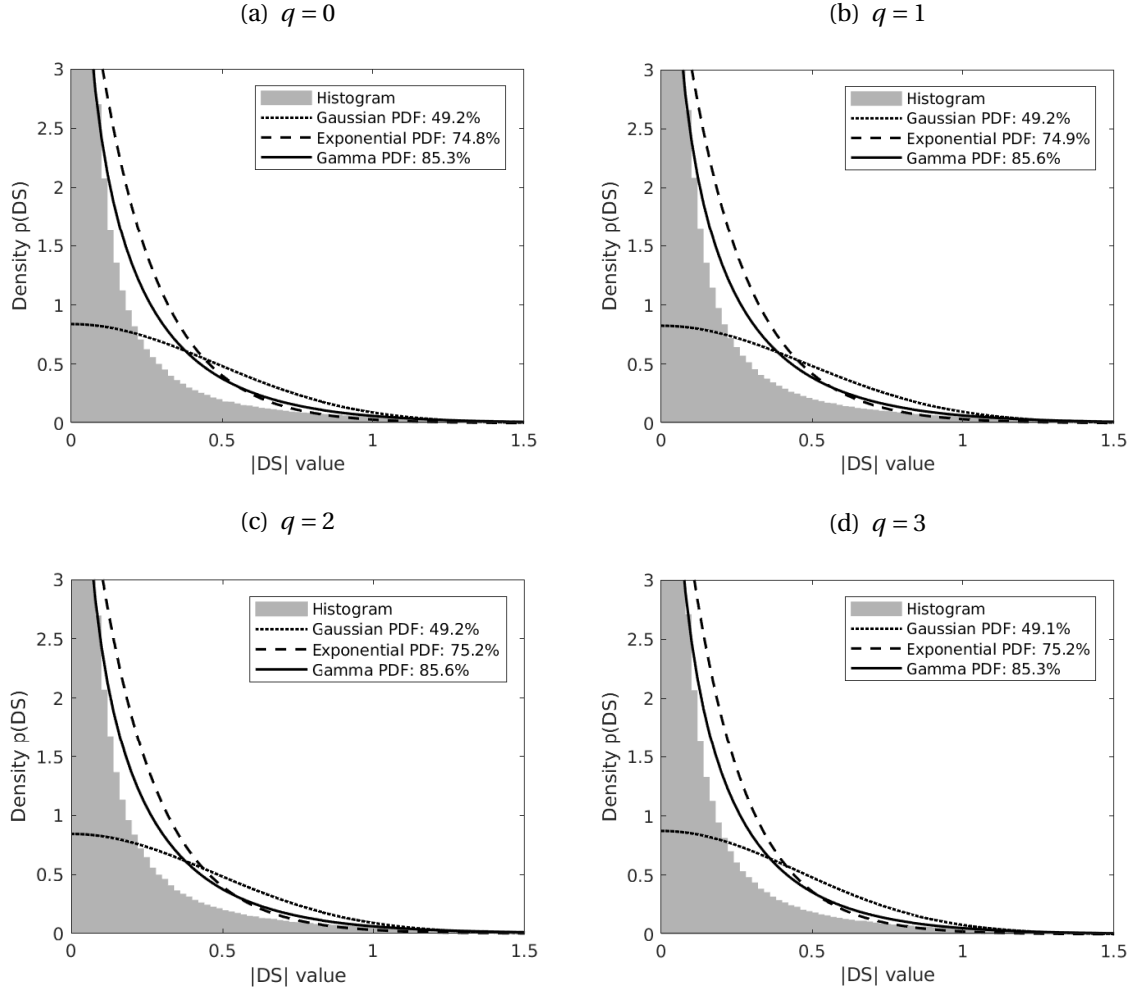 (a) q = 0
3
2.5
2
1.5
1
0.5
0
Density p(DS)
Histogram
Gaussian PDF: 49.2%
Exponential PDF: 74.8%
Gamma PDF: 85.3%
0 0.5 1 1.5
|DS| value
(b) q = 1
3
2.5
2
1.5
1
0.5
0
Density p(DS)
Histogram
Gaussian PDF: 49.2%
Exponential PDF: 74.9%
Gamma PDF: 85.6%
0 0.5 1 1.5
|DS| value
(c) q = 2
3
2.5
2
1.5
1
0.5
0
Density p(DS)
Histogram
Gaussian PDF: 49.2%
Exponential PDF: 75.2%
Gamma PDF: 85.6%
0 0.5 1 1.5
|DS| value
(d) q = 3
3
2.5
2
1.5
1
0.5
0
Density p(DS)
Histogram
Gaussian PDF: 49.1%
Exponential PDF: 75.2%
Gamma PDF: 85.3%
0 0.5 1 1.5
|DS| value